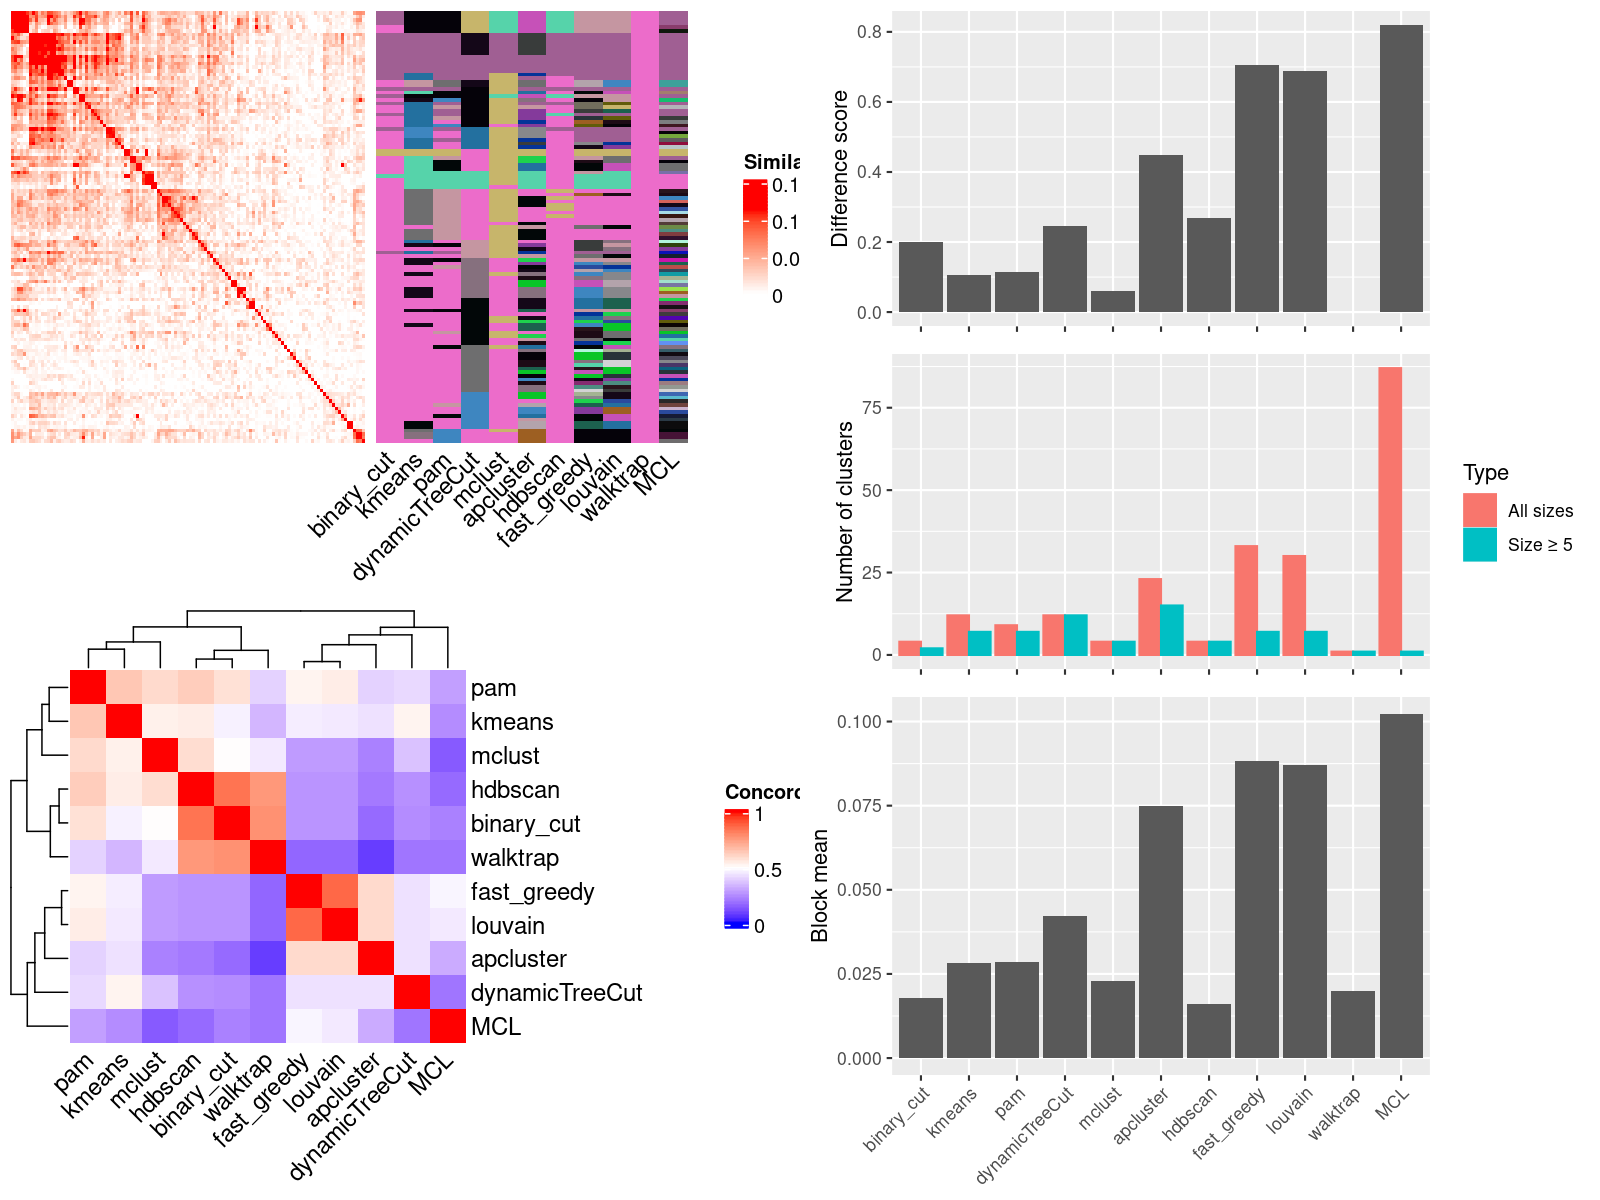 Simila
0.1
0.1
0.0
0
binary_cut
kmeans
pam
dynamicTreeCut
mclust
apcluster
hdbscan
fast_greedy
louvain
walktrap
MCL
pam
kmeans
mclust
hdbscan
binary_cut
walktrap
fast_greedy
louvain
apcluster
dynamicTreeCut
MCL
pam
kmeans
mclust
hdbscan
binary_cut
walktrap
fast_greedy
louvain
apcluster
dynamicTreeCut
MCL
Concord
1
0.5
0
Difference score
0.8
0.6
0.4
0.2
0.0
Number of clusters
75
50
25
0
Type
All sizes
Size ≥ 5
Block mean
0.100
0.075
0.050
0.025
0.000
binary_cut
kmeans
pam
dynamicTreeCut
mclust
apcluster
hdbscan
fast_greedy
louvain
walktrap
MCL